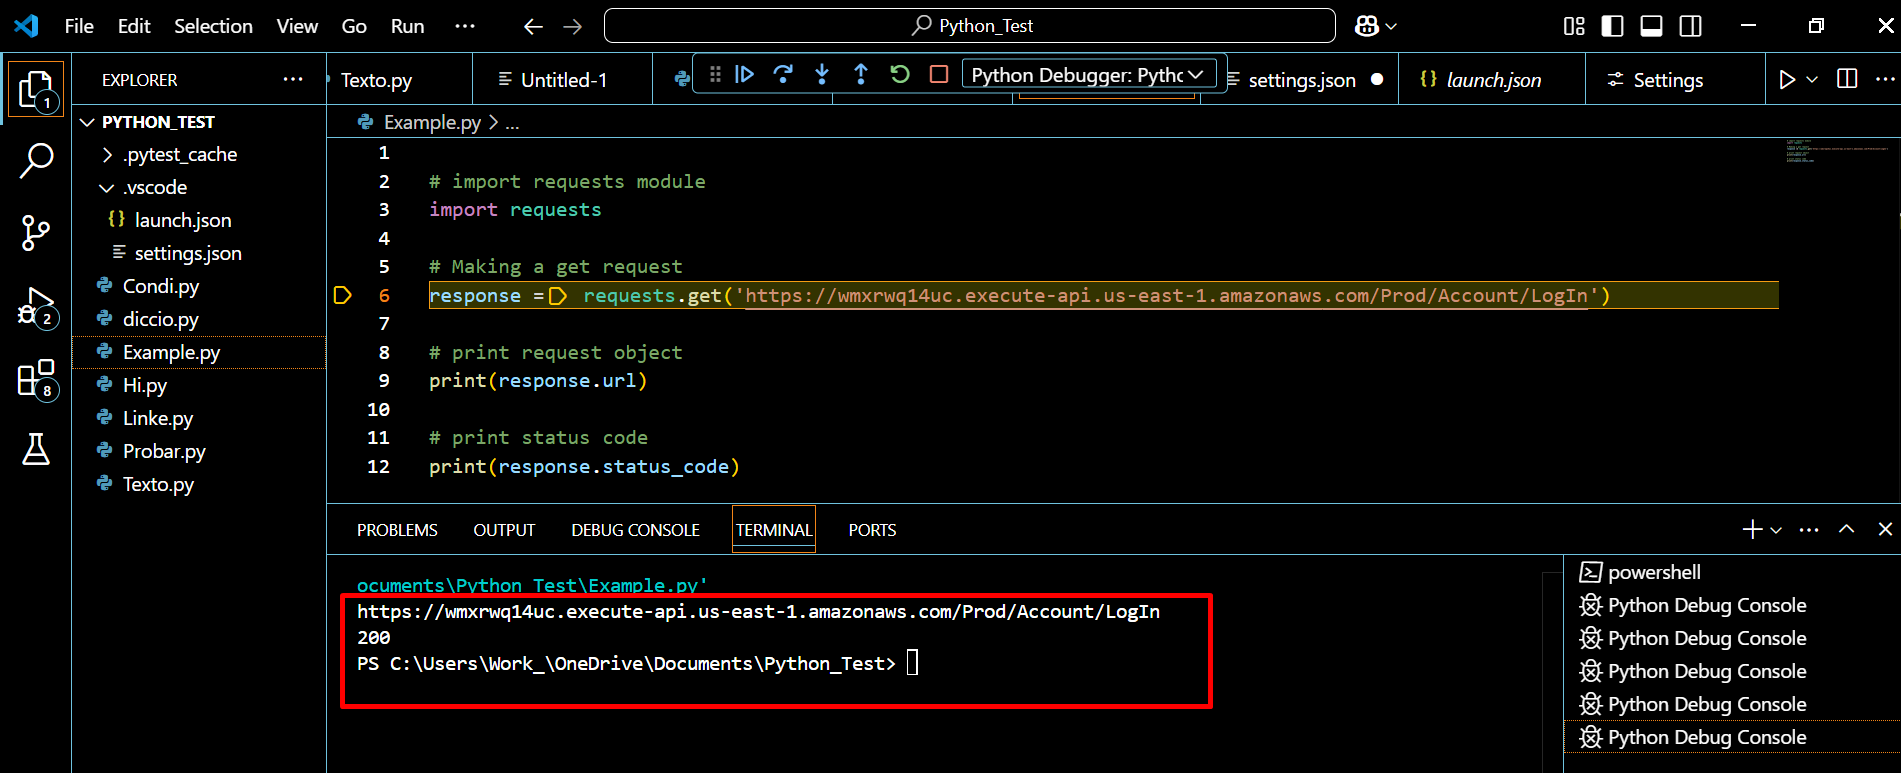 File Edit Selection View Go Run ··· Python_Test
EXPLORER ···
Texto.py Untitled-1 Python Debugger: Pythc settings.json launch.json Settings ···
PYTHON_TEST
.pytest_cache
.vscode
launch.json
settings.json
Condi.py
diccio.py
Example.py
Hi.py
Linke.py
Probar.py
Texto.py
1
2
8
Example.py > ...
1
2 # import requests module
3 import requests
4
5 # Making a get request
6 response = requests.get('https://wmxrwq14uc.execute-api.us-east-1.amazonaws.com/Prod/Account/LogIn')
7
8 # print request object
9 print(response.url)
10
11 # print status code
12 print(response.status_code)
PROBLEMS OUTPUT DEBUG CONSOLE TERMINAL PORTS ···
ocuments\Python_Test\Example.py'
https://wmxrwq14uc.execute-api.us-east-1.amazonaws.com/Prod/Account/LogIn
200
PS C:\Users\Work_\OneDrive\Documents\Python_Test>
powershell
Python Debug Console
Python Debug Console
Python Debug Console
Python Debug Console
Python Debug Console